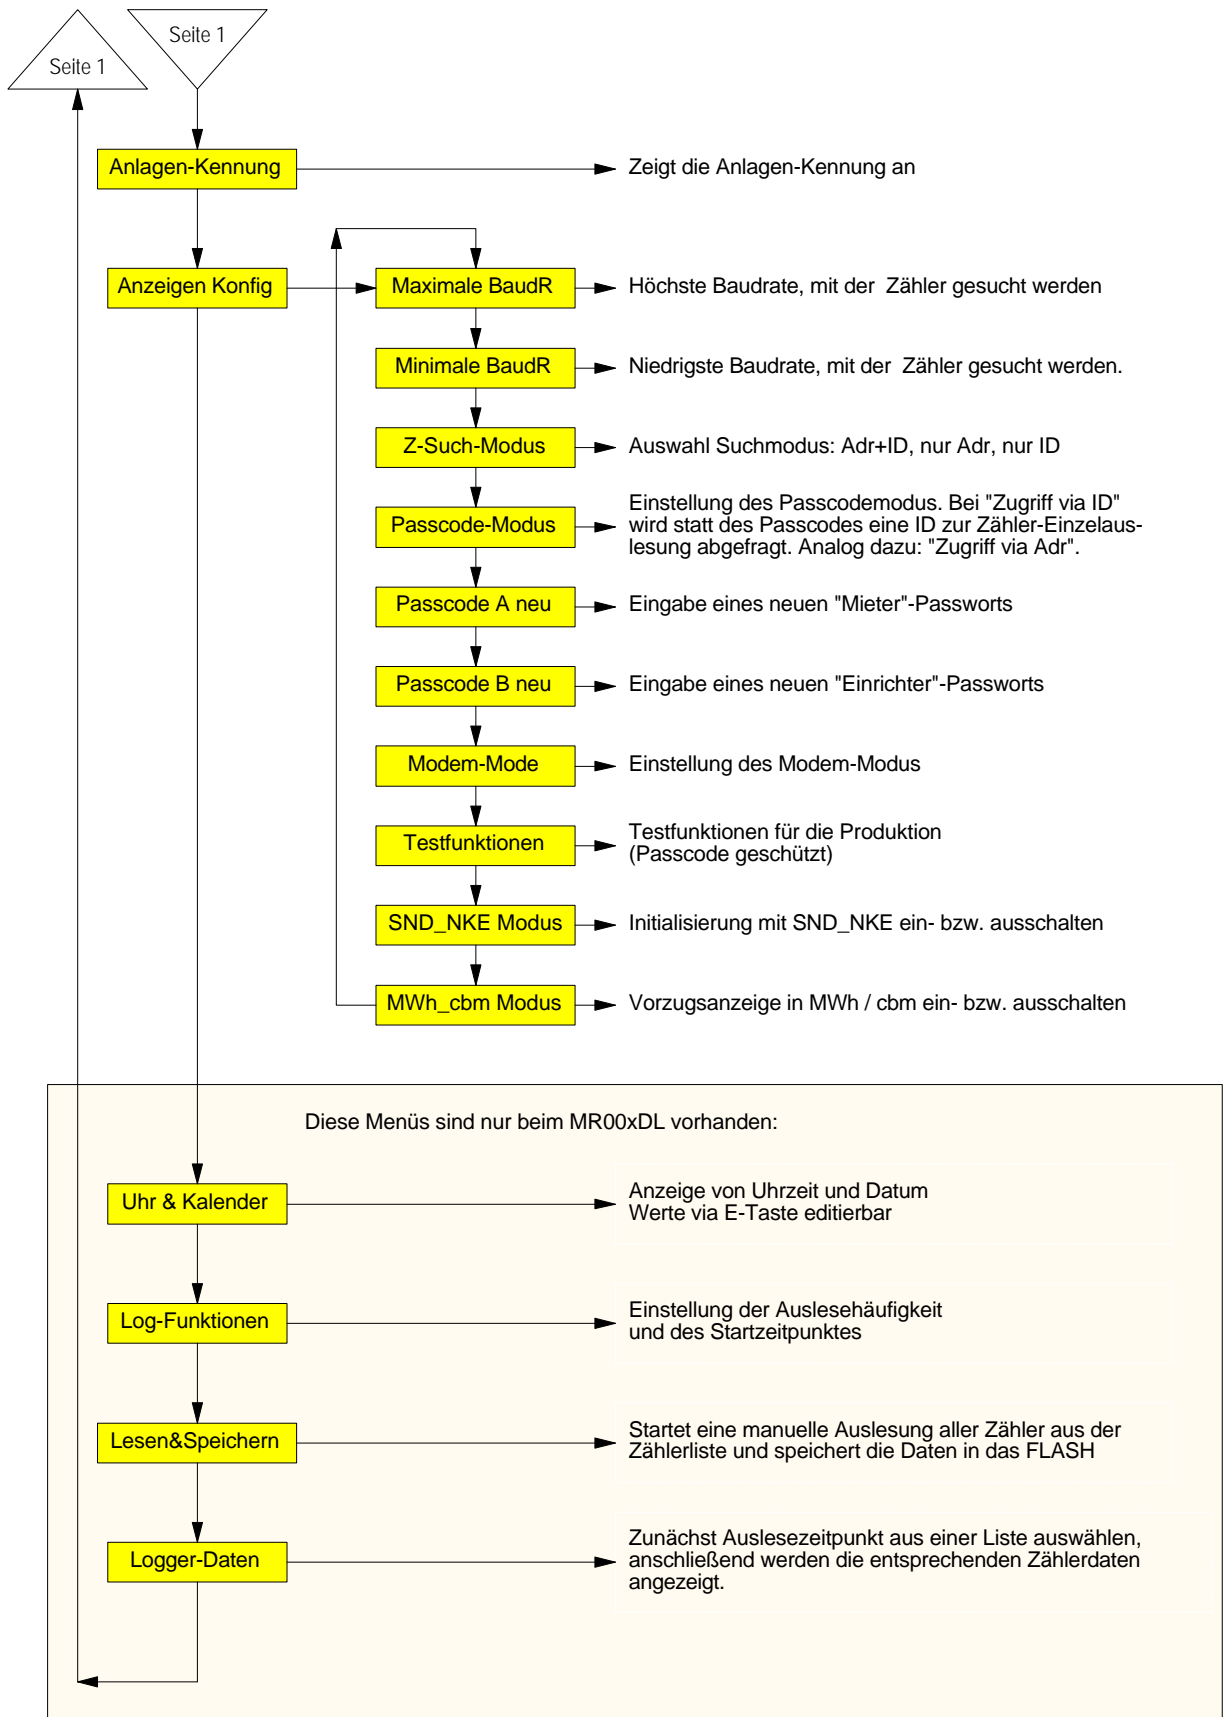 Seite 1
Seite 1
Anlagen-Kennung
Zeigt die Anlagen-Kennung an
Anzeigen Konfig
Maximale BaudR
Höchste Baudrate, mit der  Zähler gesucht werden
Minimale BaudR
Niedrigste Baudrate, mit der  Zähler gesucht werden.
Z-Such-Modus
Auswahl Suchmodus: Adr+ID, nur Adr, nur ID
Passcode-Modus
Einstellung des Passcodemodus. Bei "Zugriff via ID"
wird statt des Passcodes eine ID zur Zähler-Einzelaus-
lesung abgefragt. Analog dazu: "Zugriff via Adr".
Passcode A neu
Eingabe eines neuen "Mieter"-Passworts
Passcode B neu
Eingabe eines neuen "Einrichter"-Passworts
Modem-Mode
Einstellung des Modem-Modus
Testfunktionen
Testfunktionen für die Produktion
(Passcode geschützt)
SND_NKE Modus
Initialisierung mit SND_NKE ein- bzw. ausschalten
MWh_cbm Modus
Vorzugsanzeige in MWh / cbm ein- bzw. ausschalten
Diese Menüs sind nur beim MR00xDL vorhanden:
Uhr & Kalender
Anzeige von Uhrzeit und Datum
Werte via E-Taste editierbar
Log-Funktionen
Einstellung der Auslesehäufigkeit
und des Startzeitpunktes
Lesen&Speichern
Startet eine manuelle Auslesung aller Zähler aus der
Zählerliste und speichert die Daten in das FLASH
Logger-Daten
Zunächst Auslesezeitpunkt aus einer Liste auswählen,
anschließend werden die entsprechenden Zählerdaten
angezeigt.